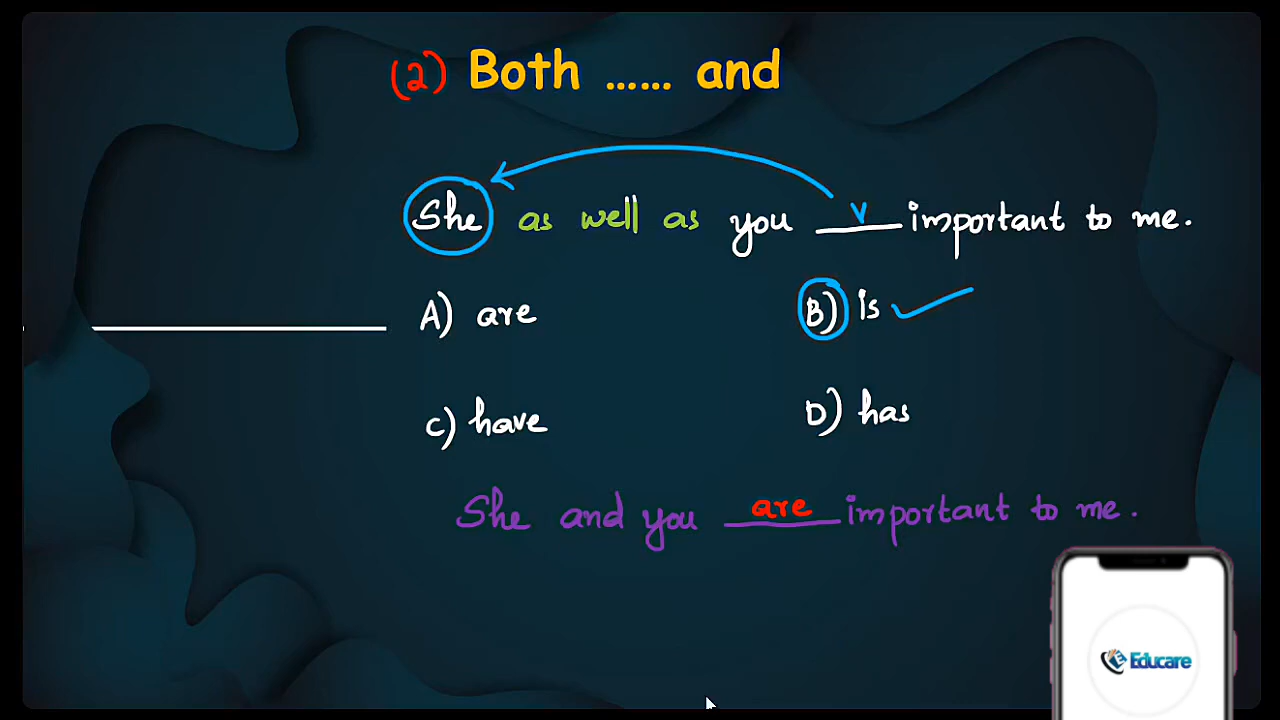 (2) Both ...... and
She as well as you ____ important to me.
A) are B) is
C) have D) has
She and you are important to me.
Educare